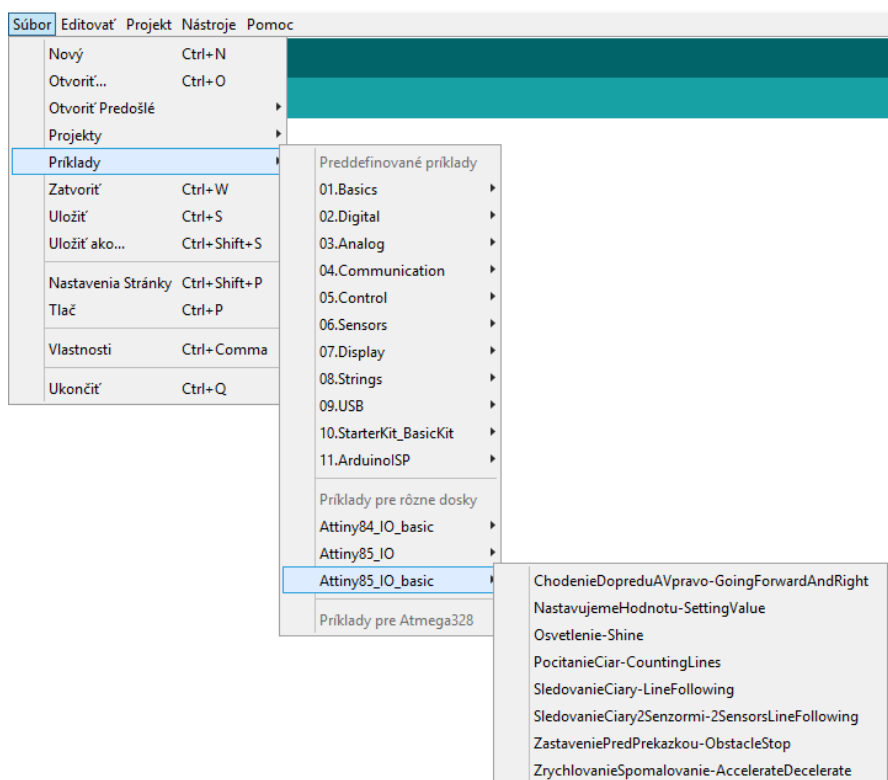 Súbor Editovať Projekt Nástroje Pomoc
Nový Ctrl+N
Otvoriť... Ctrl+O
Otvoriť Predošlé
Projekty
Príklady
Zatvoriť Ctrl+W
Uložiť Ctrl+S
Uložiť ako... Ctrl+Shift+S
Nastavenia Stránky Ctrl+Shift+P
Tlač Ctrl+P
Vlastnosti Ctrl+Comma
Ukončiť Ctrl+Q
Preddefinované príklady
01.Basics
02.Digital
03.Analog
04.Communication
05.Control
06.Sensors
07.Display
08.Strings
09.USB
10.StarterKit_BasicKit
11.ArduinoISP
Príklady pre rôzne dosky
Attiny84_IO_basic
Attiny85_IO
Attiny85_IO_basic
Príklady pre Atmega328
ChodenieDopreduAVpravo-GoingForwardAndRight
NastavujemeHodnotu-SettingValue
Osvetlenie-Shine
PocitanieCiar-CountingLines
SledovanieCiary-LineFollowing
SledovanieCiary2Senzormi-2SensorsLineFollowing
ZastaveniePredPrekazkou-ObstacleStop
ZrychlovanieSpomalovanie-AccelerateDecelerate